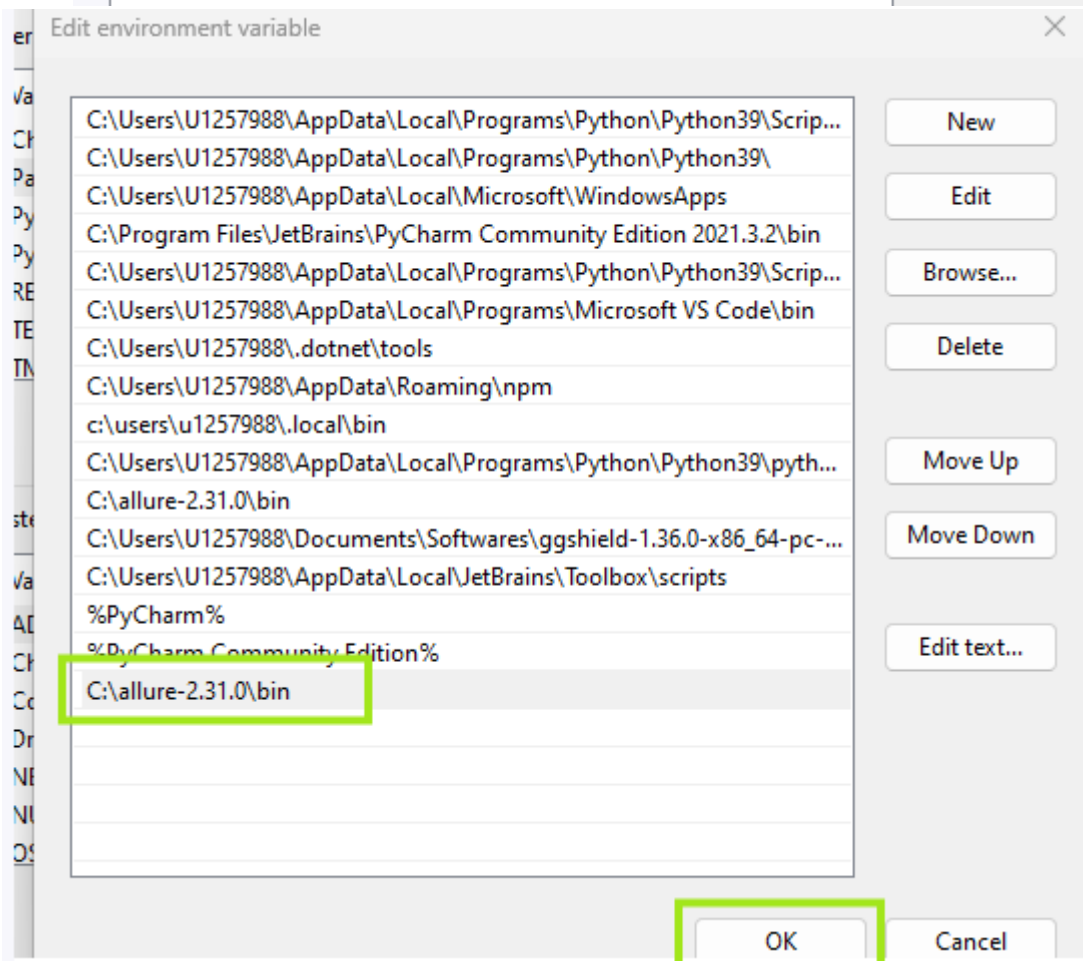 Edit environment variable
C:\Users\U1257988\AppData\Local\Programs\Python\Python39\Scrip...
New
C:\Users\U1257988\AppData\Local\Programs\Python\Python39\
C:\Users\U1257988\AppData\Local\Microsoft\WindowsApps
Edit
C:\Program Files\JetBrains\PyCharm Community Edition 2021.3.2\bin
C:\Users\U1257988\AppData\Local\Programs\Python\Python39\Scrip...
Browse...
C:\Users\U1257988\AppData\Local\Programs\Microsoft VS Code\bin
C:\Users\U1257988\.dotnet\tools
Delete
C:\Users\U1257988\AppData\Roaming\npm
c:\users\u1257988\.local\bin
C:\Users\U1257988\AppData\Local\Programs\Python\Python39\pyth...
Move Up
C:\allure-2.31.0\bin
C:\Users\U1257988\Documents\Softwares\ggshield-1.36.0-x86_64-pc-...
Move Down
C:\Users\U1257988\AppData\Local\JetBrains\Toolbox\scripts
%PyCharm%
%PyCharm Community Edition%
Edit text...
C:\allure-2.31.0\bin
OK
Cancel